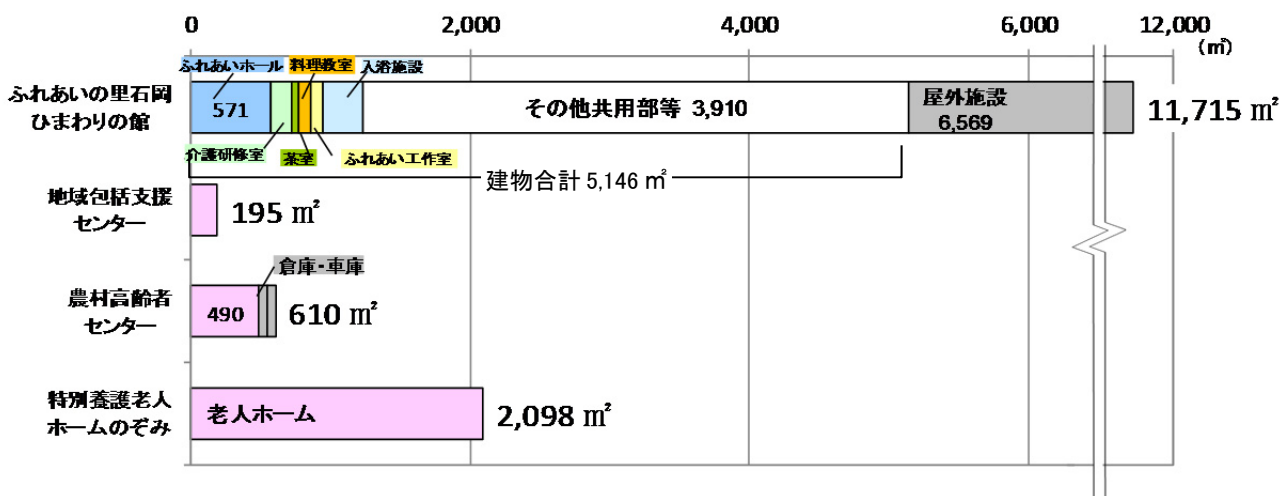 0 2,000 4,000 6,000 12,000
(㎡)
ふれあいホール 料理教室 入浴施設
ふれあいの里石岡
ひまわりの館
571
その他共用部等 3,910
屋外施設
6,569
11,715 ㎡
介護研修室 茶室 ふれあい工作室
建物合計 5,146 ㎡
地域包括支援
センター
195 ㎡
倉庫・車庫
農村高齢者
センター
490
610 ㎡
特別養護老人
ホームのぞみ
老人ホーム
2,098 ㎡